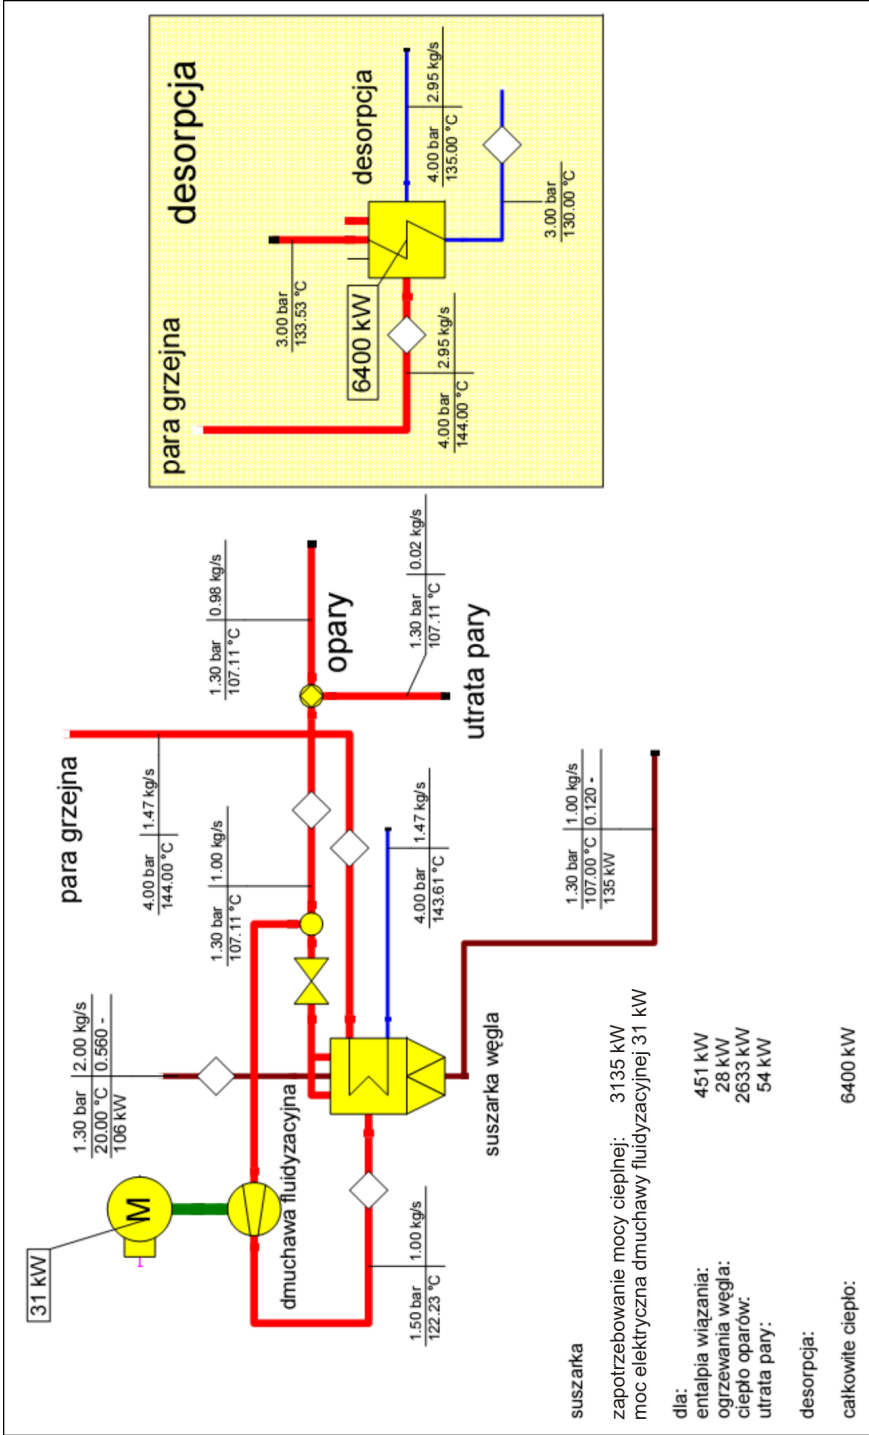 para grzejna
desorpcja
3.00 bar
133.53 °C
desorpcja
6400 kW
4.00 bar 2.95 kg/s
144.00 °C
4.00 bar 2.95 kg/s
135.00 °C
3.00 bar
130.00 °C
31 kW
M
1.30 bar 2.00 kg/s
20.00 °C 0.560 -
106 kW
para grzejna
4.00 bar 1.47 kg/s
144.00 °C
1.30 bar 1.00 kg/s
107.11 °C
1.30 bar 0.98 kg/s
107.11 °C
dmuchawa fluidyzacyjna
opary
1.50 bar 1.00 kg/s
122.23 °C
4.00 bar 1.47 kg/s
143.61 °C
1.30 bar 0.02 kg/s
107.11 °C
utrata pary
suszarka węgla
1.30 bar 1.00 kg/s
107.00 °C 0.120 -
135 kW
suszarka
zapotrzebowanie mocy cieplnej: 3135 kW
moc elektryczna dmuchawy fluidyzacyjnej 31 kW
dla:
entalpia wiązania: 451 kW
ogrzewania węgla: 28 kW
ciepło oparów: 2633 kW
utrata pary: 54 kW
desorpcja:
całkowite ciepło: 6400 kW